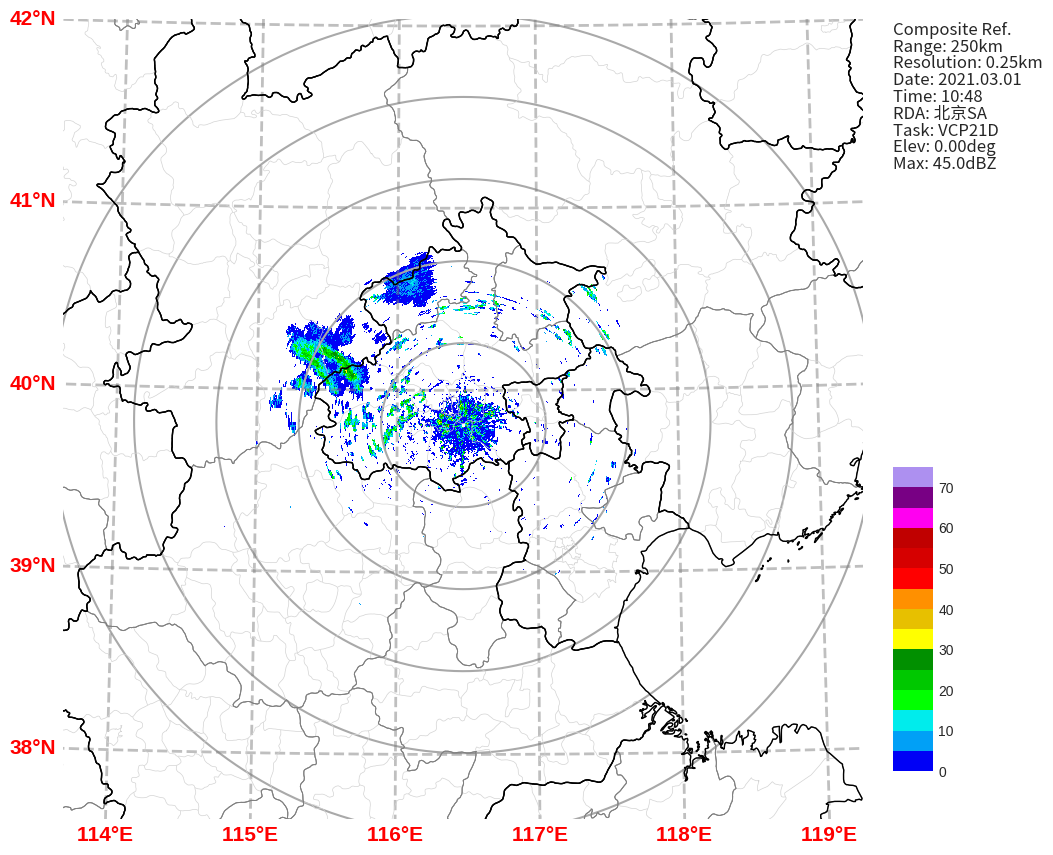 42°N
41°N
40°N
39°N
38°N
114°E
115°E
116°E
117°E
118°E
119°E
Composite Ref.
Range: 250km
Resolution: 0.25km
Date: 2021.03.01
Time: 10:48
RDA: 北京SA
Task: VCP21D
Elev: 0.00deg
Max: 45.0dBZ
70
60
50
40
30
20
10
0